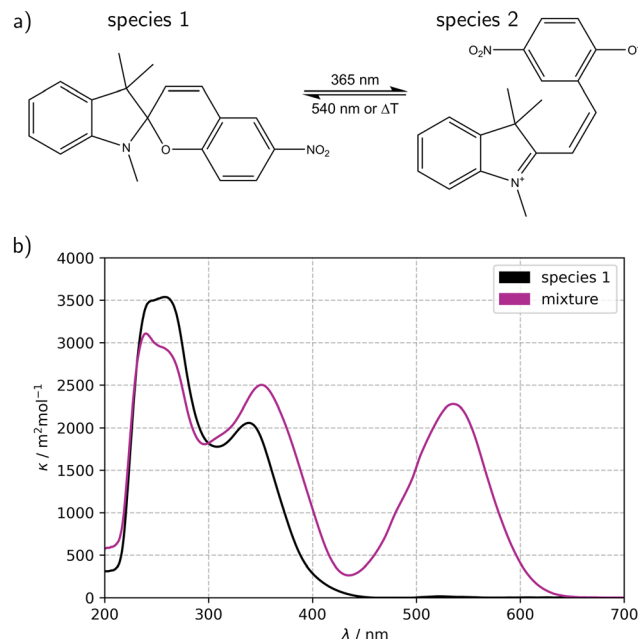 a)
species 1
species 2
O₂N
O⁻
365 nm
540 nm or ΔT
N
O
NO₂
N⁺
b)
4000
3500
3000
2500
2000
1500
1000
500
0
κ / m²mol⁻¹
species 1
mixture
200
300
400
500
600
700
λ / nm